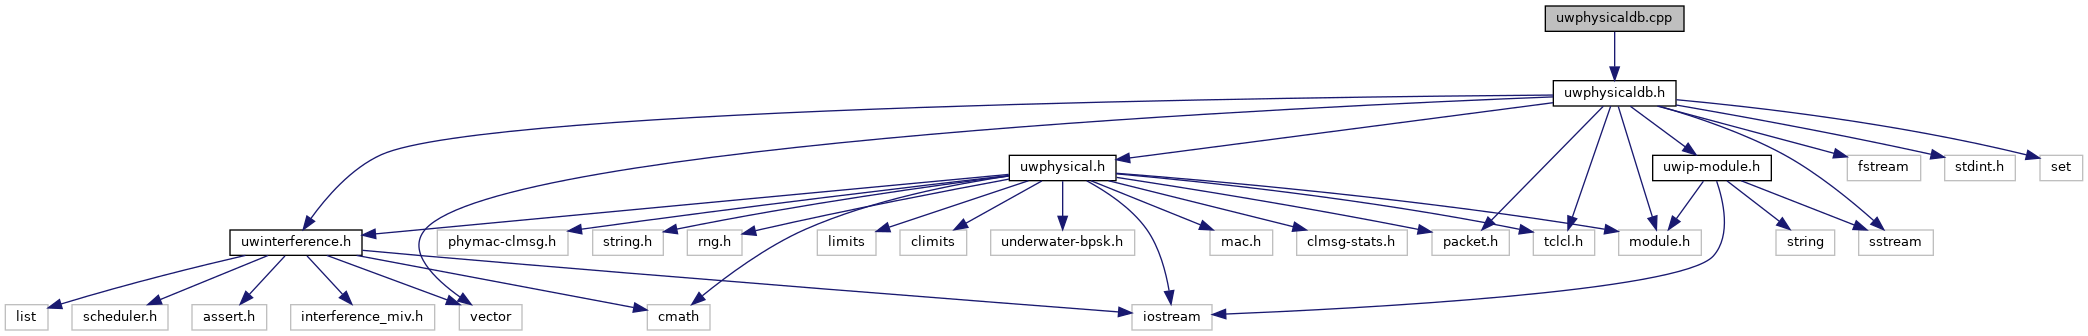 uwphysicaldb.cpp
uwphysicaldb.h
uwphysical.h
uwip-module.h
fstream
stdint.h
set
uwinterference.h
phymac-clmsg.h
string.h
rng.h
limits
climits
underwater-bpsk.h
mac.h
clmsg-stats.h
packet.h
tclcl.h
module.h
string
sstream
list
scheduler.h
assert.h
interference_miv.h
vector
cmath
iostream